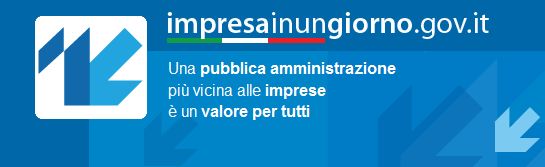 impresainungiorno.gov.it
Una pubblica amministrazione
più vicina alle imprese
è un valore per tutti